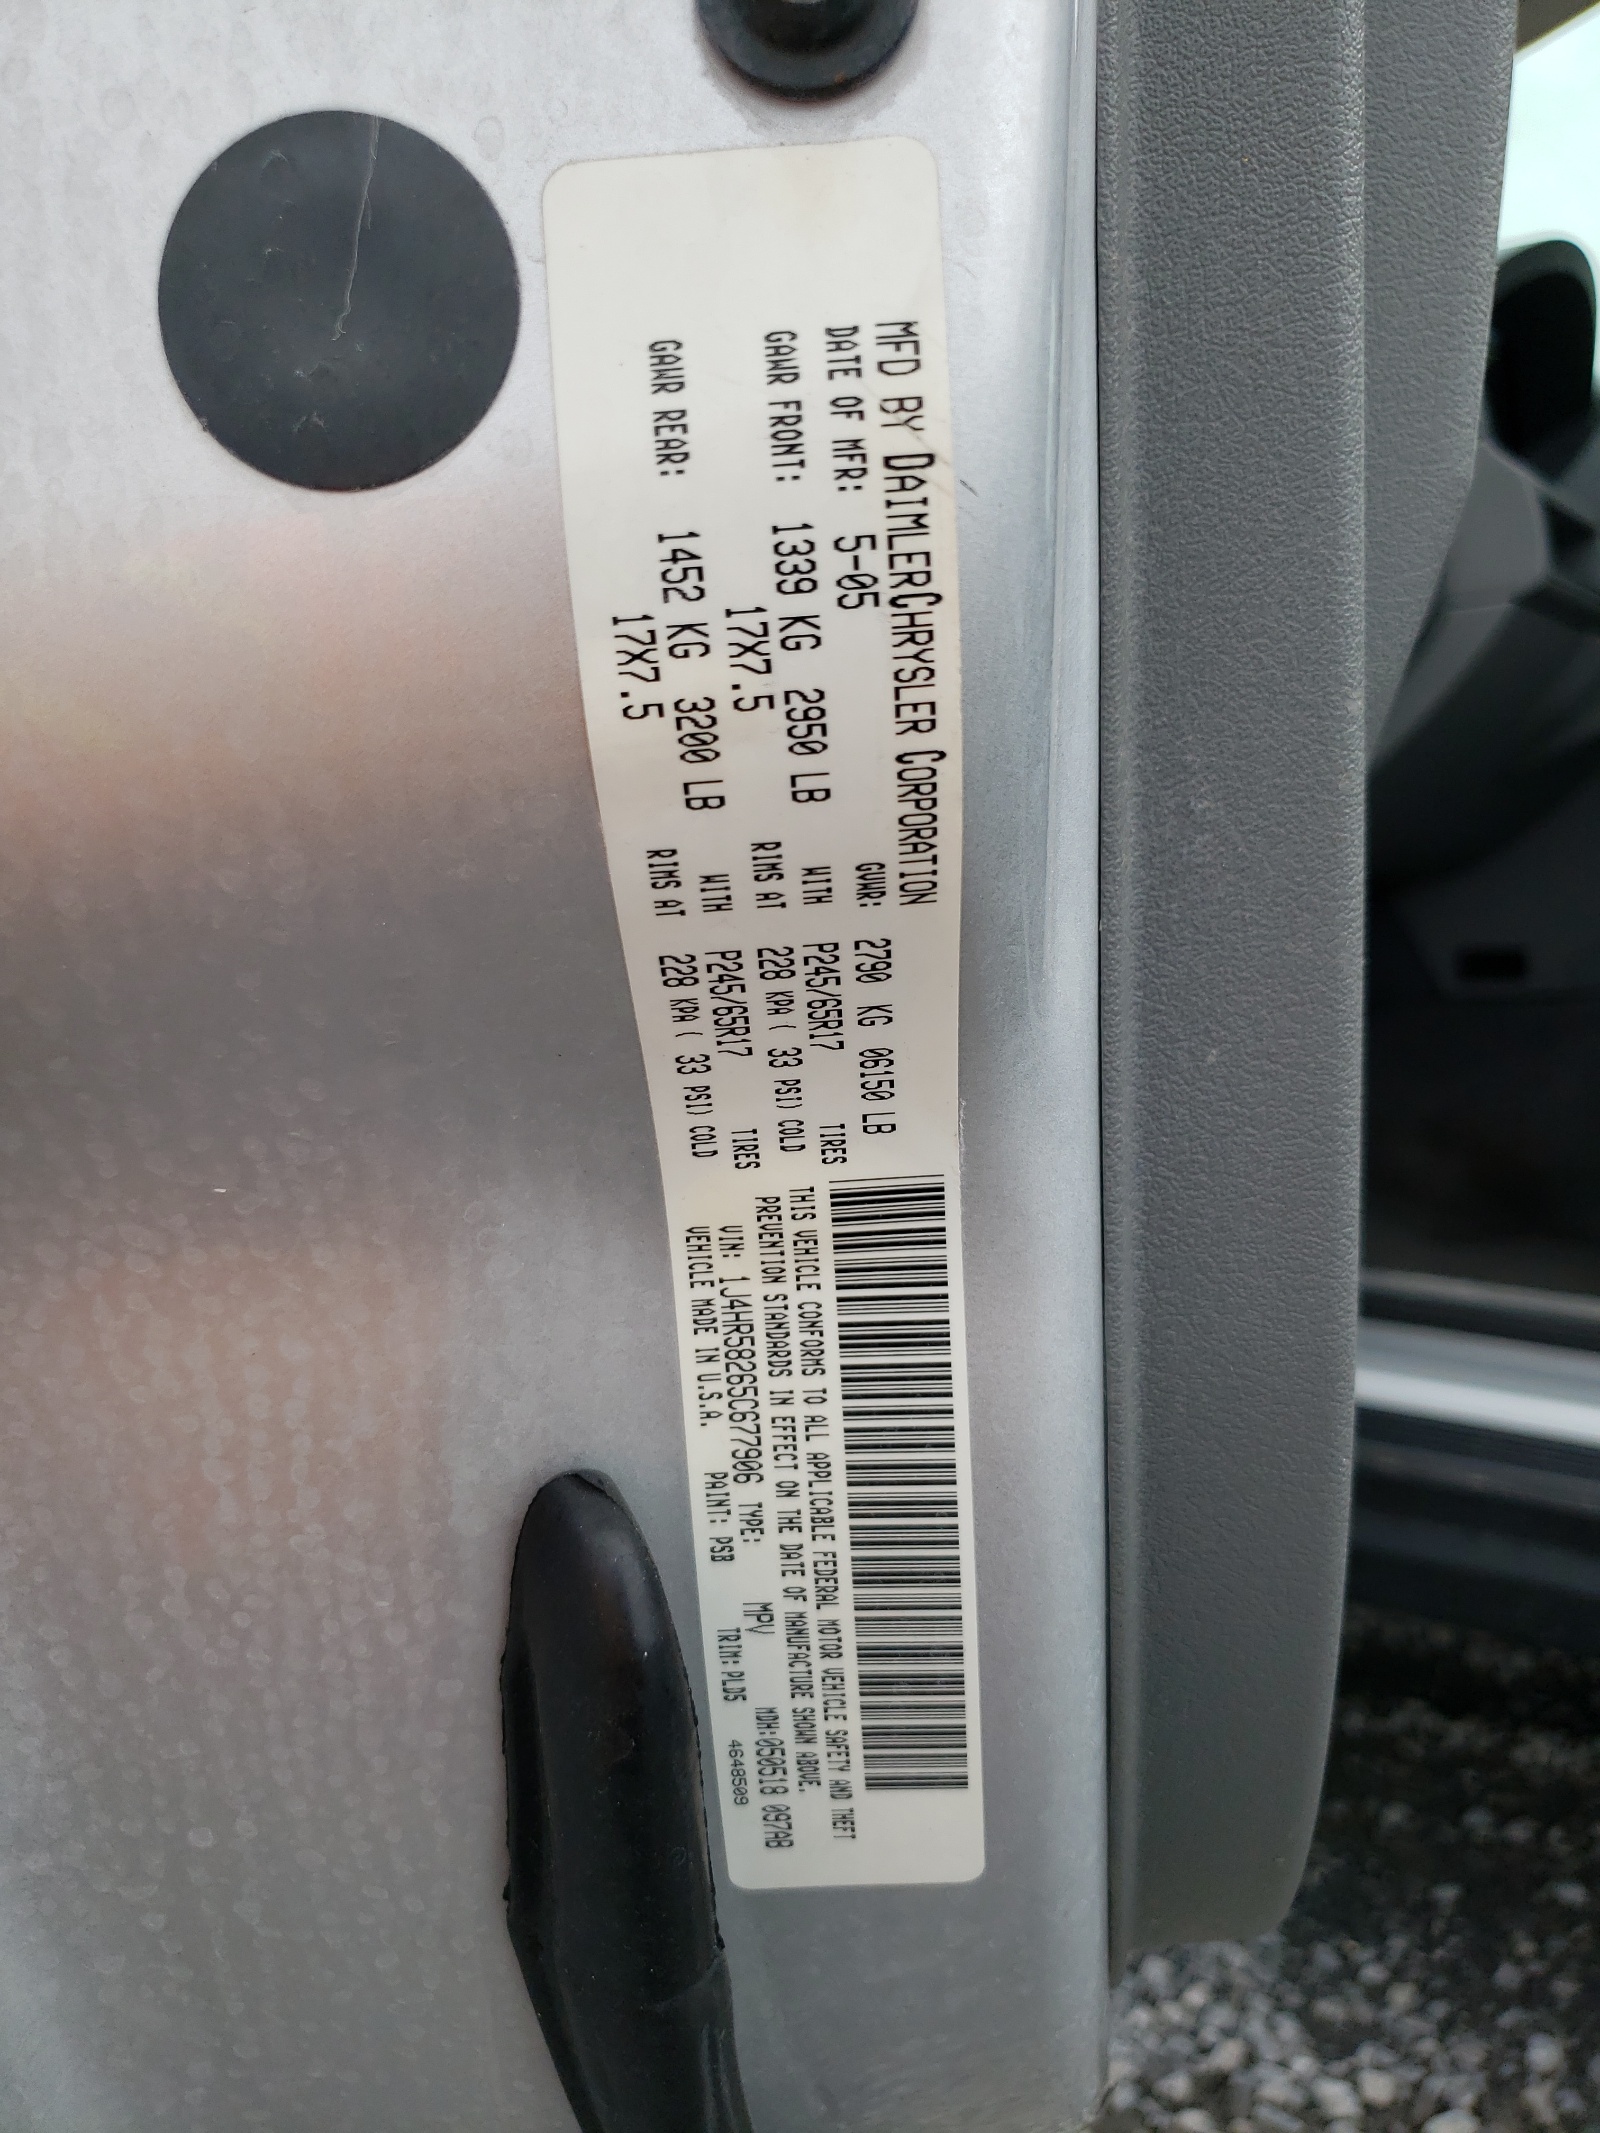 MFD BY DAIMLERCHRYSLER CORPORATION
DATE OF MFR: 5-05 GVWR: 2790 KG 06150 LB
GAWR FRONT: 1339 KG 2950 LB WITH P245/65R17 TIRES
17X7.5 RIMS AT 228 KPA ( 33 PSI) COLD
GAWR REAR: 1452 KG 3200 LB WITH P245/65R17 TIRES
17X7.5 RIMS AT 228 KPA ( 33 PSI) COLD
THIS VEHICLE CONFORMS TO ALL APPLICABLE FEDERAL MOTOR VEHICLE SAFETY AND THEFT
PREVENTION STANDARDS IN EFFECT ON THE DATE OF MANUFACTURE SHOWN ABOVE.
VIN: 1J4HR58265C677906 TYPE: MPV MDH:050518 097AB
VEHICLE MADE IN U.S.A. PAINT: PSB TRIM: PLD5 4648509